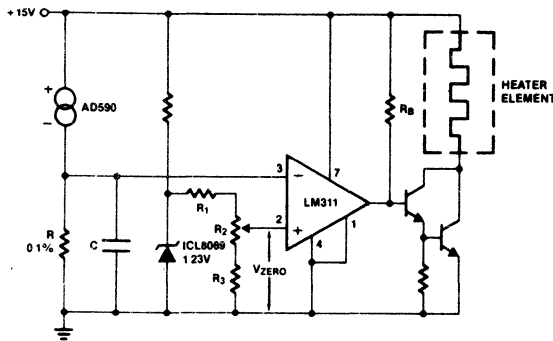 +15V
+
AD590
−
HEATER
ELEMENT
RB
3
−
7
LM311
R1
R2
2
+
1
4
R
0 1%
C
ICL8069
1 23V
R3
VZERO